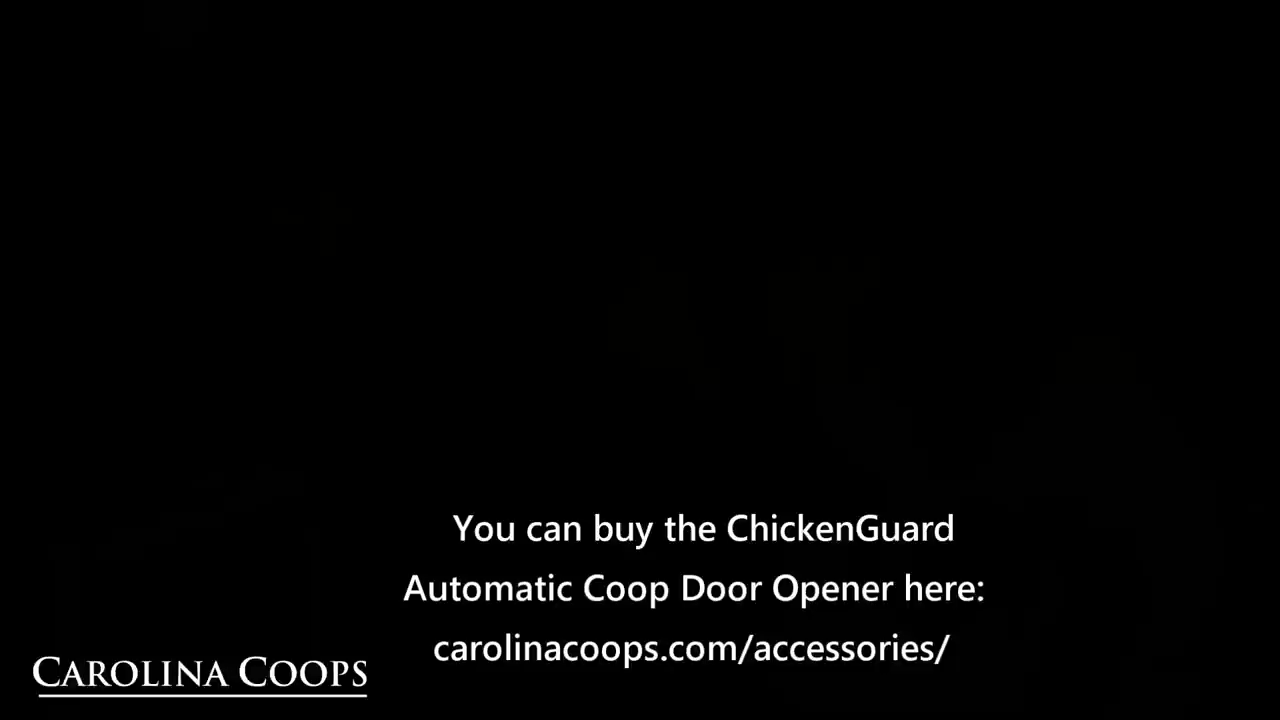 You can buy the ChickenGuard
Automatic Coop Door Opener here:
carolinacoops.com/accessories/
CAROLINA COOPS